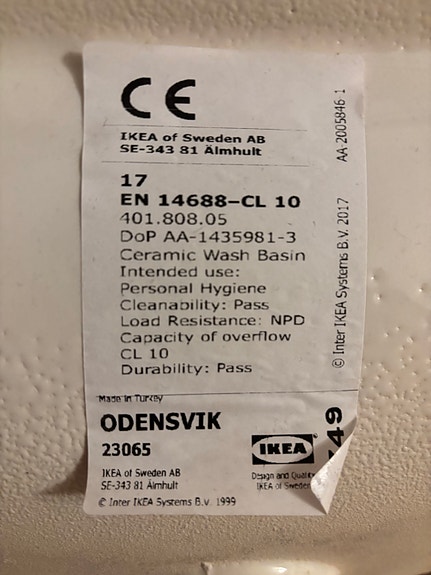 CE
IKEA of Sweden AB
SE-343 81 Älmhult
17
EN 14688-CL 10
401.808.05
DoP AA-1435981-3
Ceramic Wash Basin
Intended use:
Personal Hygiene
Cleanability: Pass
Load Resistance: NPD
Capacity of overflow
CL 10
Durability: Pass
© Inter IKEA Systems B.V. 2017
AA-2005846 1
Made in Turkey
ODENSVIK
23065
IKEA of Sweden AB
SE-343 81 Älmhult
© Inter IKEA Systems B.V. 1999
IKEA
Design and Quality
IKEA of Sweden